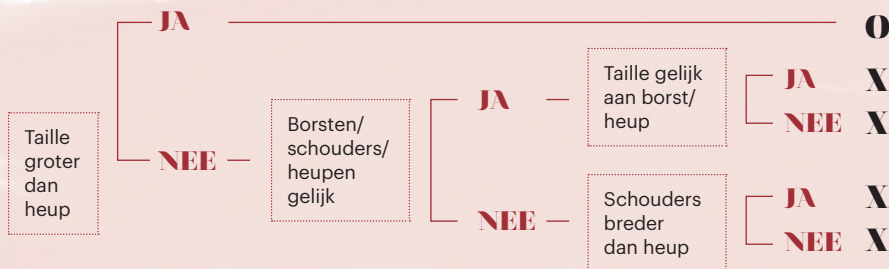 JA
O
Taille gelijk
aan borst/
heup
JA
X
JA
NEE
X
Borsten/
schouders/
heupen
gelijk
Taille
groter
dan
heup
NEE
Schouders
breder
dan heup
JA
X
NEE
NEE
X